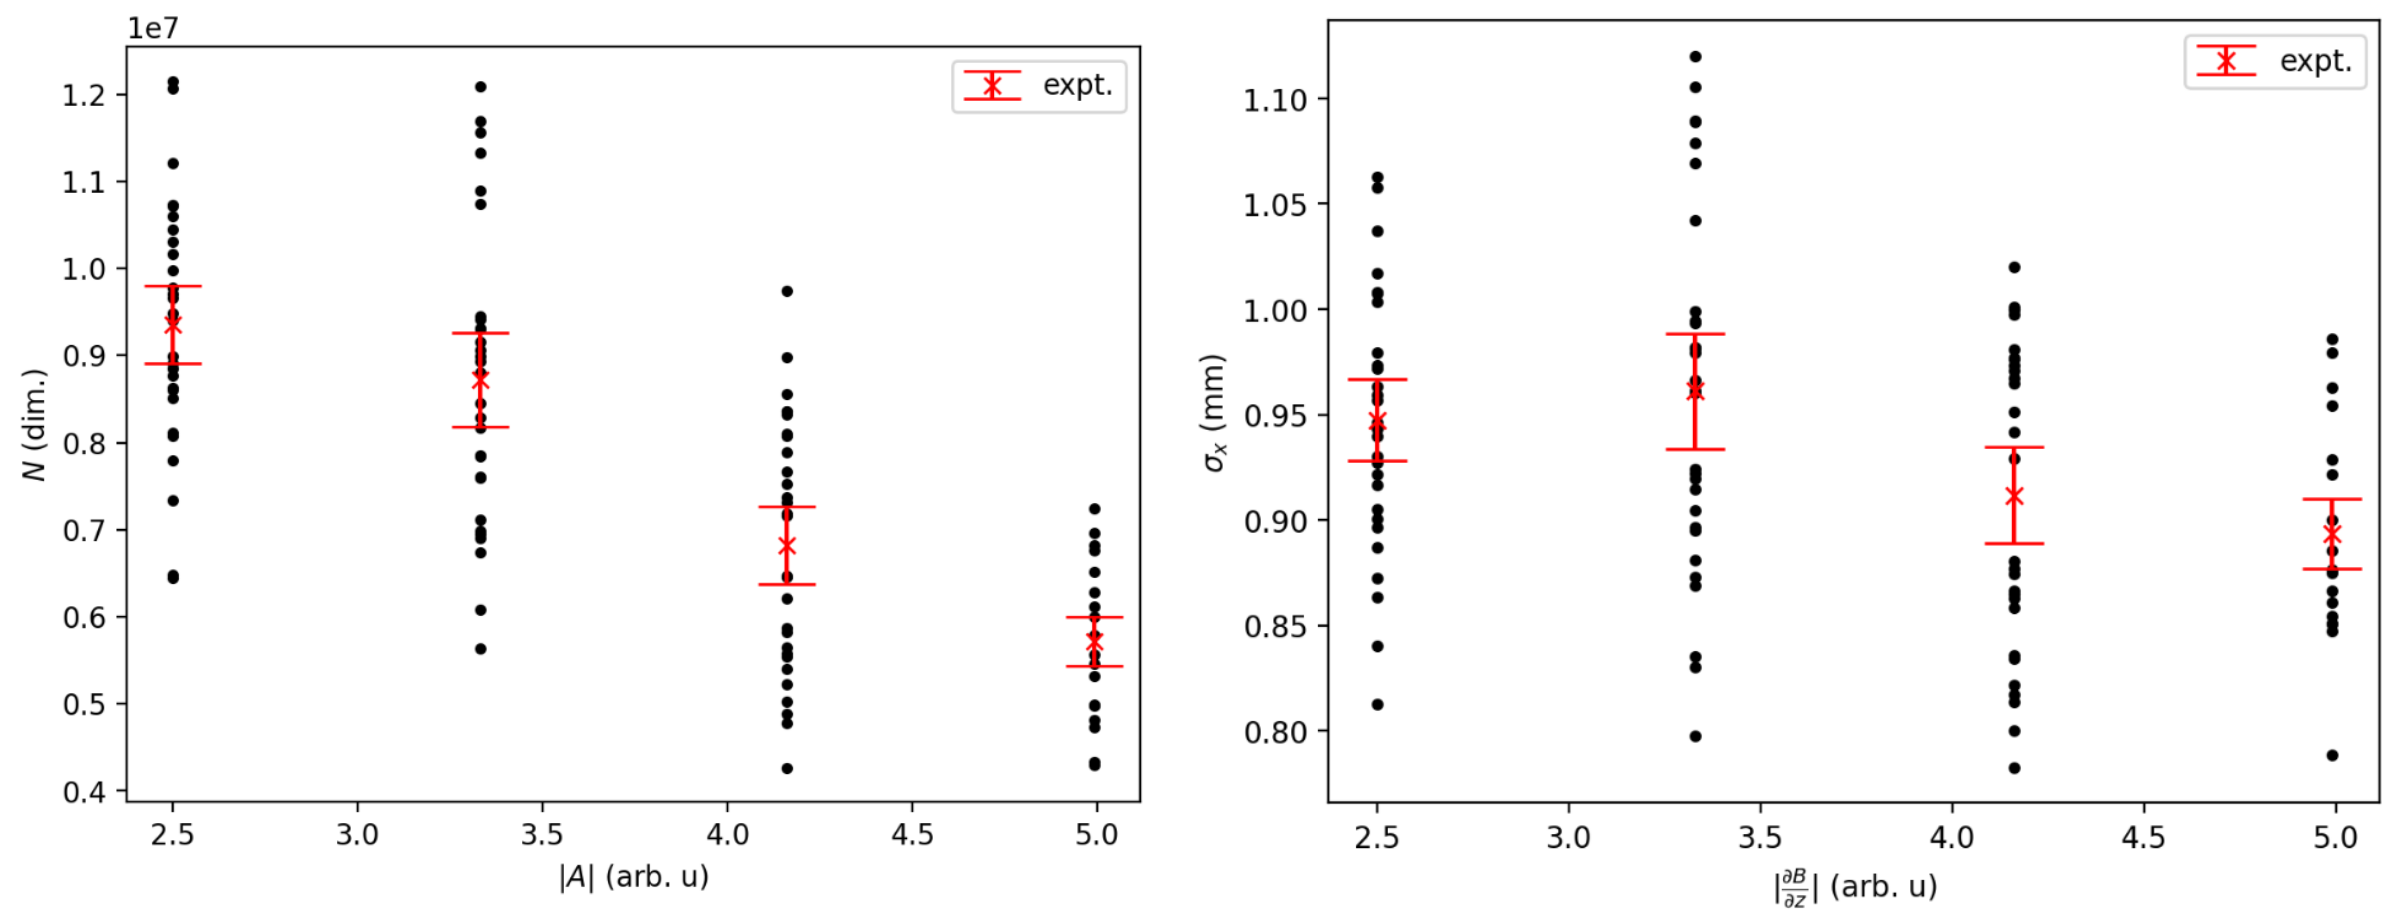 1e7
1.2
1.1
1.0
0.9
0.8
0.7
0.6
0.5
0.4
N (dim.)
expt.
2.5 3.0 3.5 4.0 4.5 5.0
|A| (arb. u)
1.10
1.05
1.00
0.95
0.90
0.85
0.80
σx (mm)
expt.
2.5 3.0 3.5 4.0 4.5 5.0
|∂B/∂z| (arb. u)